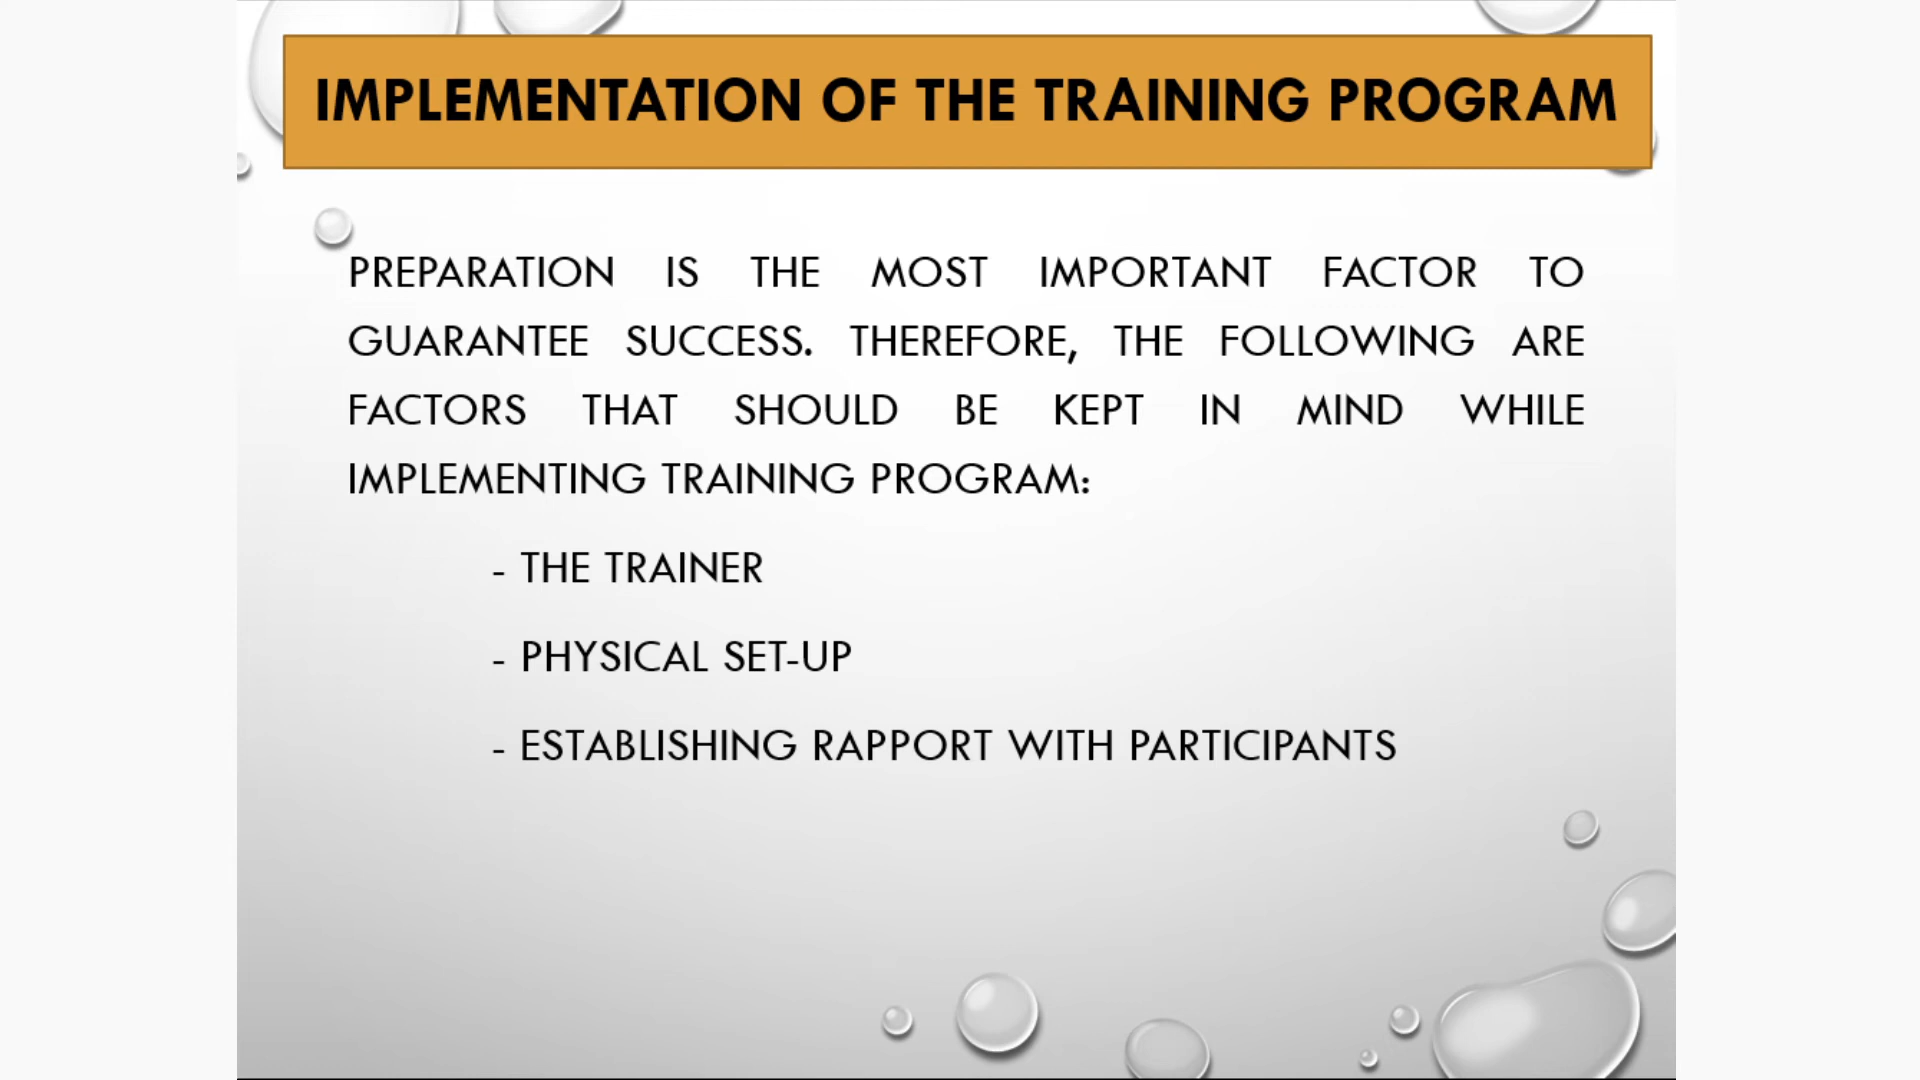 IMPLEMENTATION OF THE TRAINING PROGRAM
PREPARATION IS THE MOST IMPORTANT FACTOR TO
GUARANTEE SUCCESS. THEREFORE, THE FOLLOWING ARE
FACTORS THAT SHOULD BE KEPT IN MIND WHILE
IMPLEMENTING TRAINING PROGRAM:
- THE TRAINER
- PHYSICAL SET-UP
- ESTABLISHING RAPPORT WITH PARTICIPANTS